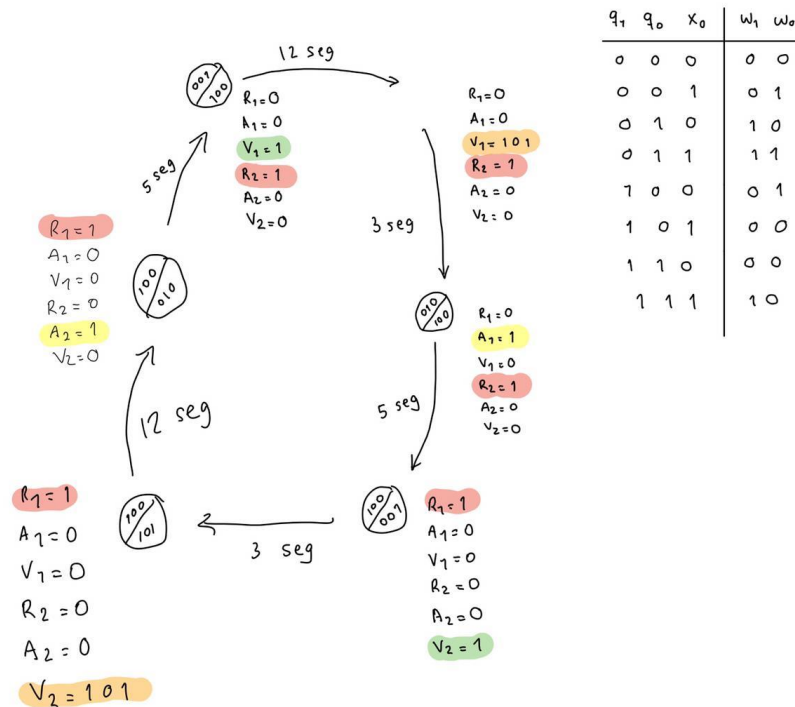 12 seg
001
100
R1=0
A1=0
V1=1
R2=1
A2=0
V2=0
R1=0
A1=0
V1=101
R2=1
A2=0
V2=0
3 seg
010
100
R1=0
A1=1
V1=0
R2=1
A2=0
V2=0
5 seg
100
001
R1=1
A1=0
V1=0
R2=0
A2=0
V2=1
3 seg
100
101
R1=1
A1=0
V1=0
R2=0
A2=0
V2=101
12 seg
100
010
R1=1
A1=0
V1=0
R2=0
A2=1
V2=0
5 seg
q1 q0 x0 w1 w0
0 0 0 0 0
0 0 1 0 1
0 1 0 1 0
0 1 1 1 1
1 0 0 0 1
1 0 1 0 0
1 1 0 0 0
1 1 1 1 0